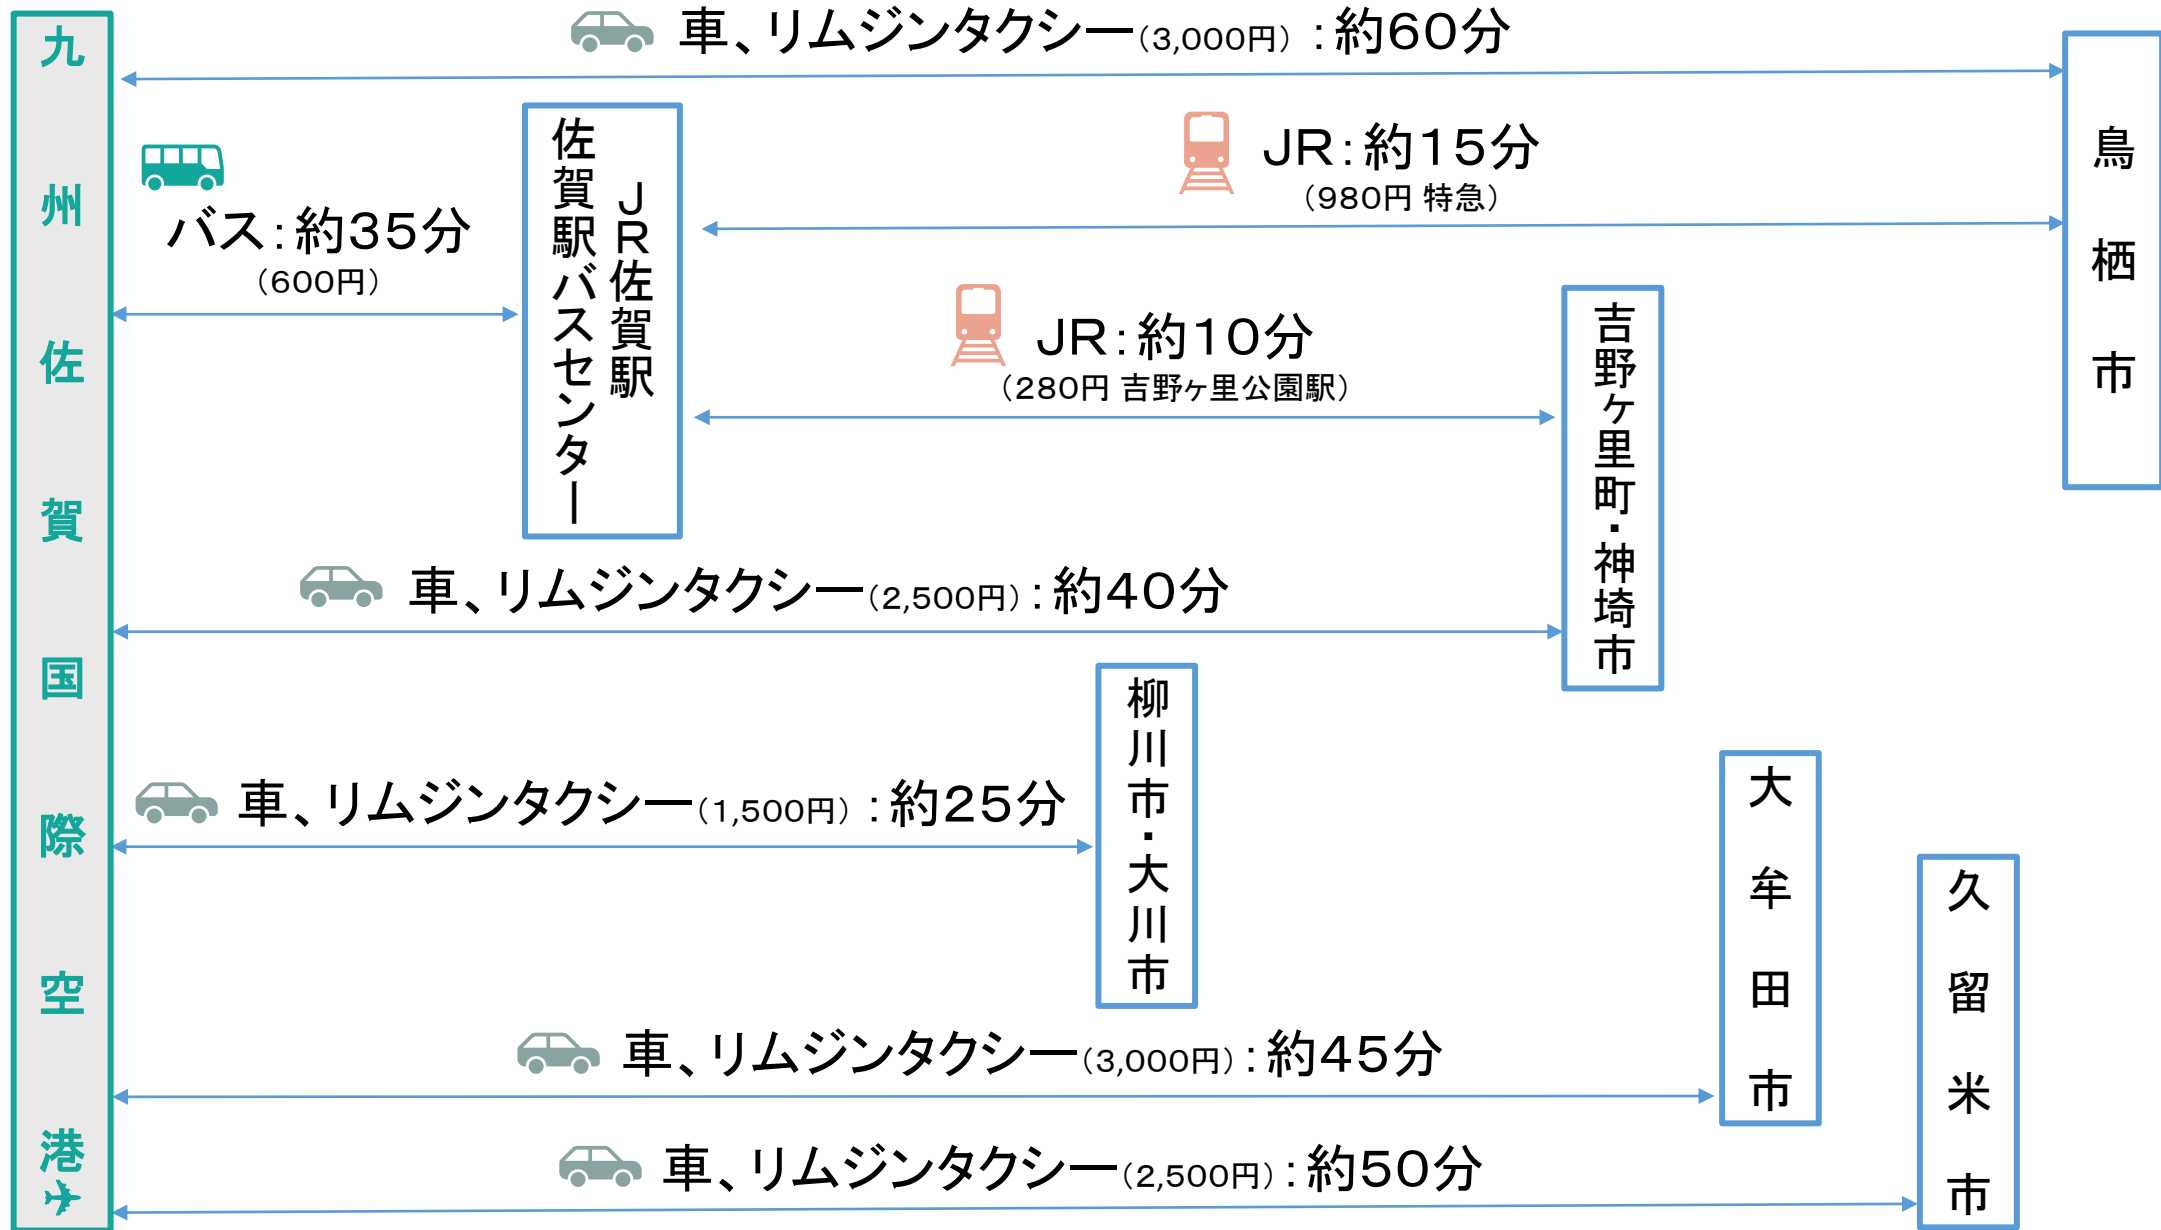 九州佐賀国際空港✈
車、リムジンタクシー(3,000円)：約60分
鳥栖市
バス：約35分
（600円）
JR佐賀駅
佐賀駅バスセンター
JR：約15分
（980円 特急）
JR：約10分
（280円 吉野ヶ里公園駅）
吉野ヶ里町・神埼市
車、リムジンタクシー(2,500円)：約40分
車、リムジンタクシー(1,500円)：約25分
柳川市・大川市
車、リムジンタクシー(3,000円)：約45分
大牟田市
車、リムジンタクシー(2,500円)：約50分
久留米市